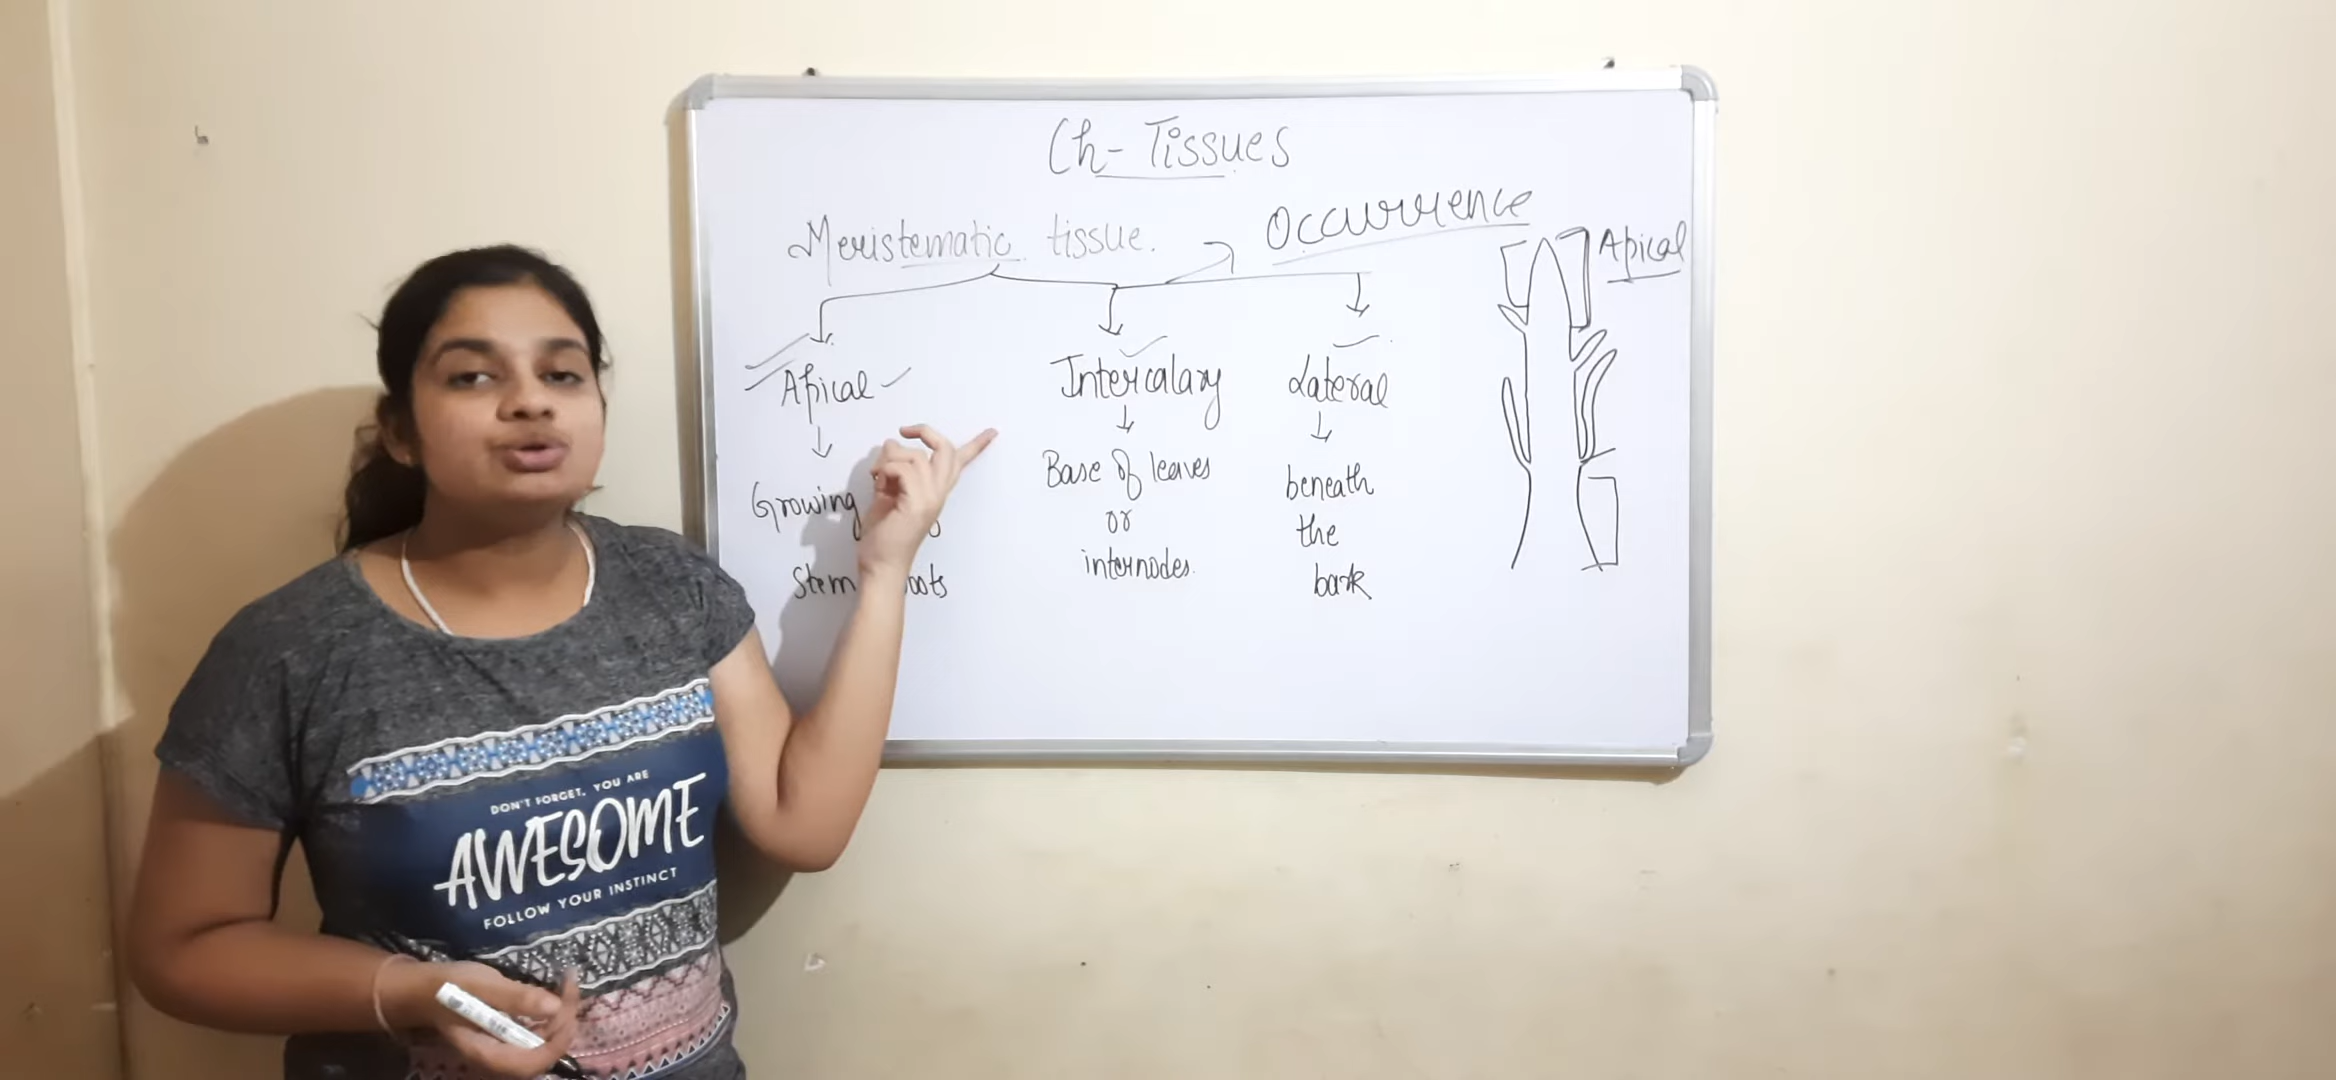 Ch- Tissues
Meristematic tissue.
Occurrence
Apical
Apical
Intercalary
Lateral
Growing
Stem
Base of leaves
or
internodes.
beneath
the
bark
DON'T FORGET, YOU ARE
AWESOME
FOLLOW YOUR INSTINCT